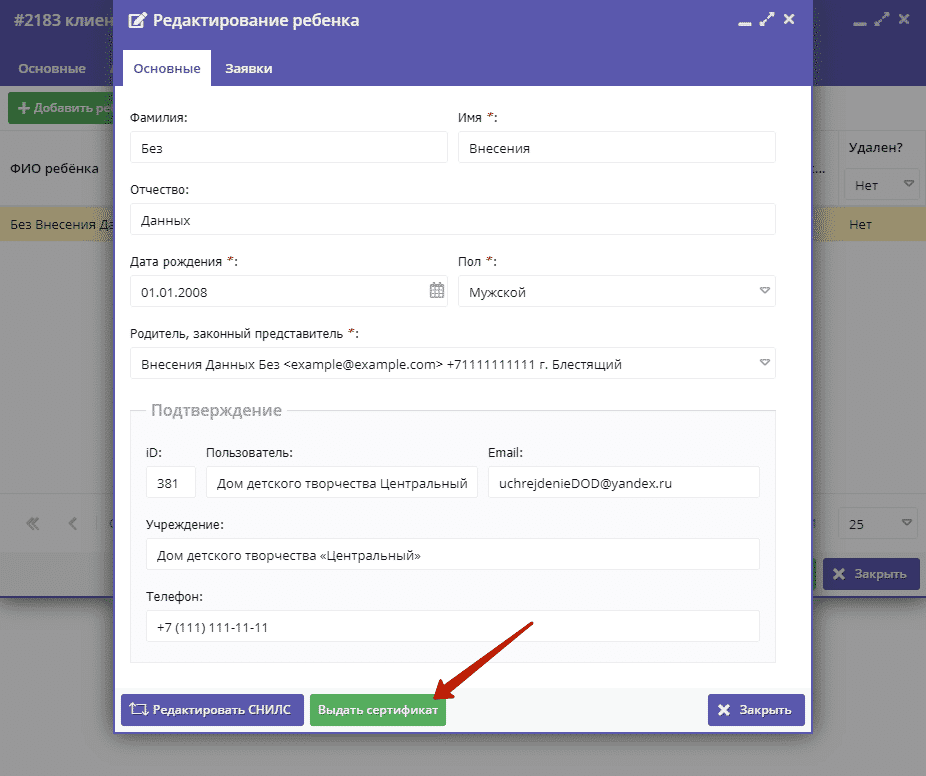 #2183 клиен
Редактирование ребенка
Основные
Основные Заявки
Добавить ре
Фамилия: Имя *:
Без Внесения
Удален?
ФИО ребёнка
Нет
Отчество:
Данных
Без Внесения Да
Нет
Дата рождения *: Пол *:
01.01.2008 Мужской
Родитель, законный представитель *:
Внесения Данных Без <example@example.com> +71111111111 г. Блестящий
Подтверждение
iD: Пользователь: Email:
381 Дом детского творчества Центральный uchrejdenieDOD@yandex.ru
Учреждение:
25
Дом детского творчества «Центральный»
Закрыть
Телефон:
+7 (111) 111-11-11
Редактировать СНИЛС Выдать сертификат Закрыть